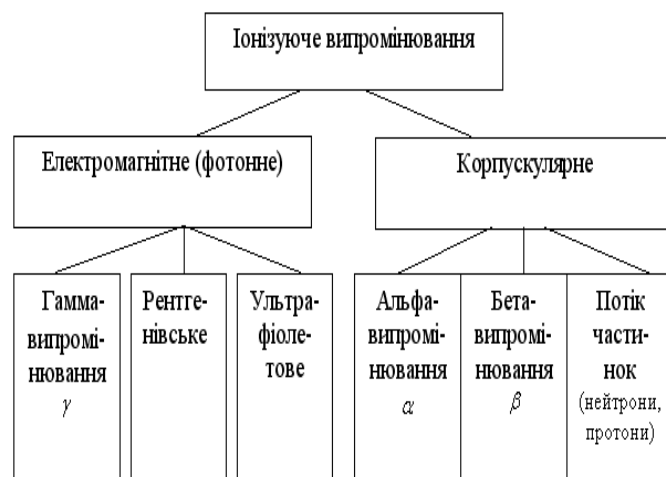 Іонізуюче випромінювання
Електромагнітне (фотонне)
Корпускулярне
Гамма-
випромі-
нювання
γ
Рентге-
нівське
Ультра-
фіоле-
тове
Альфа-
випромі-
нювання
α
Бета-
випромі-
нювання
β
Потік
части-
нок
(нейтрони,
протони)